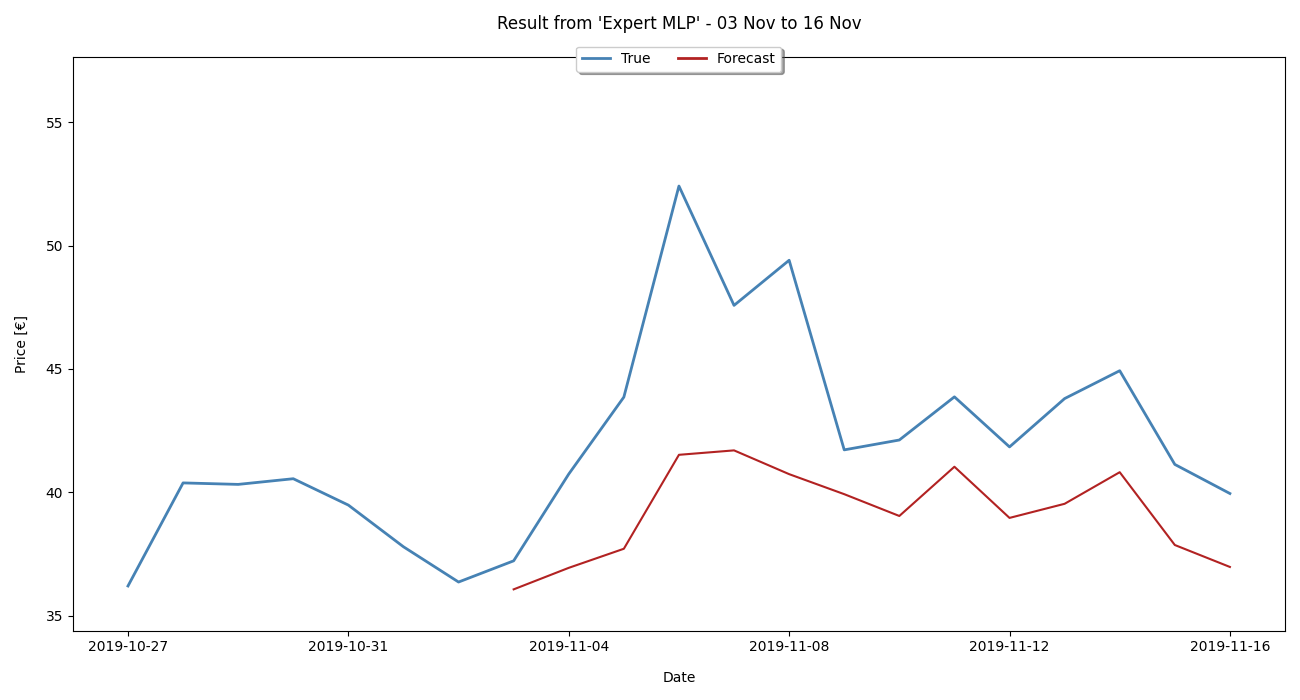 Result from 'Expert MLP' - 03 Nov to 16 Nov
True Forecast
55
50
45
40
35
Price [€]
2019-10-27 2019-10-31 2019-11-04 2019-11-08 2019-11-12 2019-11-16
Date